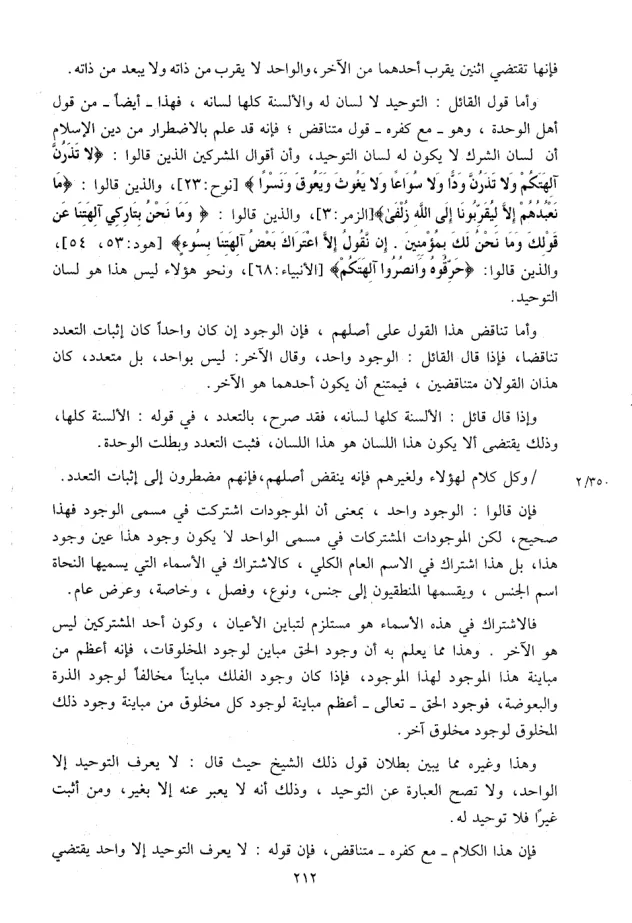 فإنها تقتضي اثنين يقرب أحدهما من الآخر، والواحد لا يقرب من ذاته ولا يبعد من ذاته.
وأما قول القائل : التوحيد لا لسان له والألسنة كلها لسانه ، فهذا ـ أيضاً ـ من قول
أهل الوحدة ، وهو ـ مع كفره ـ قول متناقض ؛ فإنه قد علم بالاضطرار من دين الإسلام
أن لسان الشرك لا يكون له لسان التوحيد، وأن أقوال المشركين الذين قالوا : ﴿لا تَذَرُنَّ
آلِهَتَكُمْ وَلا تَذَرُنَّ وَدًّا وَلا سُوَاعًا وَلا يَغُوثَ وَيَعُوقَ وَنَسْرًا ﴾ [نوح:٢٣]، والذين قالوا : ﴿مَا
نَعْبُدُهُمْ إِلاَّ لِيُقَرِّبُونَا إِلَى اللَّهِ زُلْفَىٰ﴾[الزمر:٣]، والذين قالوا : ﴿ وَمَا نَحْنُ بِتَارِكِي آلِهَتِنَا عَن
قَوْلِكَ وَمَا نَحْنُ لَكَ بِمُؤْمِنِينَ . إِن نَّقُولُ إِلاَّ اعْتَرَاكَ بَعْضُ آلِهَتِنَا بِسُوءٍ﴾ [هود:٥٣، ٥٤]،
والذين قالوا: ﴿حَرِّقُوهُ وَانصُرُوا آلِهَتَكُمْ﴾ [الأنبياء:٦٨]، ونحو هؤلاء ليس هذا هو لسان
التوحيد.
وأما تناقض هذا القول على أصلهم ، فإن الوجود إن كان واحداً كان إثبات التعدد
تناقضا، فإذا قال القائل : الوجود واحد، وقال الآخر: ليس بواحد، بل متعدد، كان
هذان القولان متناقضين ، فيمتنع أن يكون أحدهما هو الآخر.
وإذا قال قائل : الألسنة كلها لسانه، فقد صرح، بالتعدد ، في قوله : الألسنة كلها،
وذلك يقتضى ألا يكون هذا اللسان هو هذا اللسان، فثبت التعدد وبطلت الوحدة.
٢/٣٥٠ /وكل كلام لهؤلاء ولغيرهم فإنه ينقض أصلهم،فإنهم مضطرون إلى إثبات التعدد.
فإن قالوا : الوجود واحد ، بمعنى أن الموجودات اشتركت في مسمى الوجود فهذا
صحيح، لكن الموجودات المشتركات في مسمى الواحد لا يكون وجود هذا عين وجود
هذا، بل هذا اشتراك في الاسم العام الكلي ، كالاشتراك في الأسماء التي يسميها النحاة
اسم الجنس ، ويقسمها المنطقيون إلى جنس، ونوع، وفصل ، وخاصة، وعرض عام.
فالاشتراك في هذه الأسماء هو مستلزم لتباين الأعيان ، وكون أحد المشتركين ليس
هو الآخر . وهذا مما يعلم به أن وجود الحق مباين لوجود المخلوقات، فإنه أعظم من
مباينة هذا الموجود لهذا الموجود، فإذا كان وجود الفلك مبايناً مخالفاً لوجود الذرة
والبعوضة، فوجود الحق ـ تعالى ـ أعظم مباينة لوجود كل مخلوق من مباينة وجود ذلك
المخلوق لوجود مخلوق آخر.
وهذا وغيره مما يبين بطلان قول ذلك الشيخ حيث قال : لا يعرف التوحيد إلا
الواحد، ولا تصح العبارة عن التوحيد ، وذلك أنه لا يعبر عنه إلا بغير، ومن أثبت
غيرًا فلا توحيد له.
فإن هذا الكلام ـ مع كفره ـ متناقض، فإن قوله : لا يعرف التوحيد إلا واحد يقتضي
٢١٢